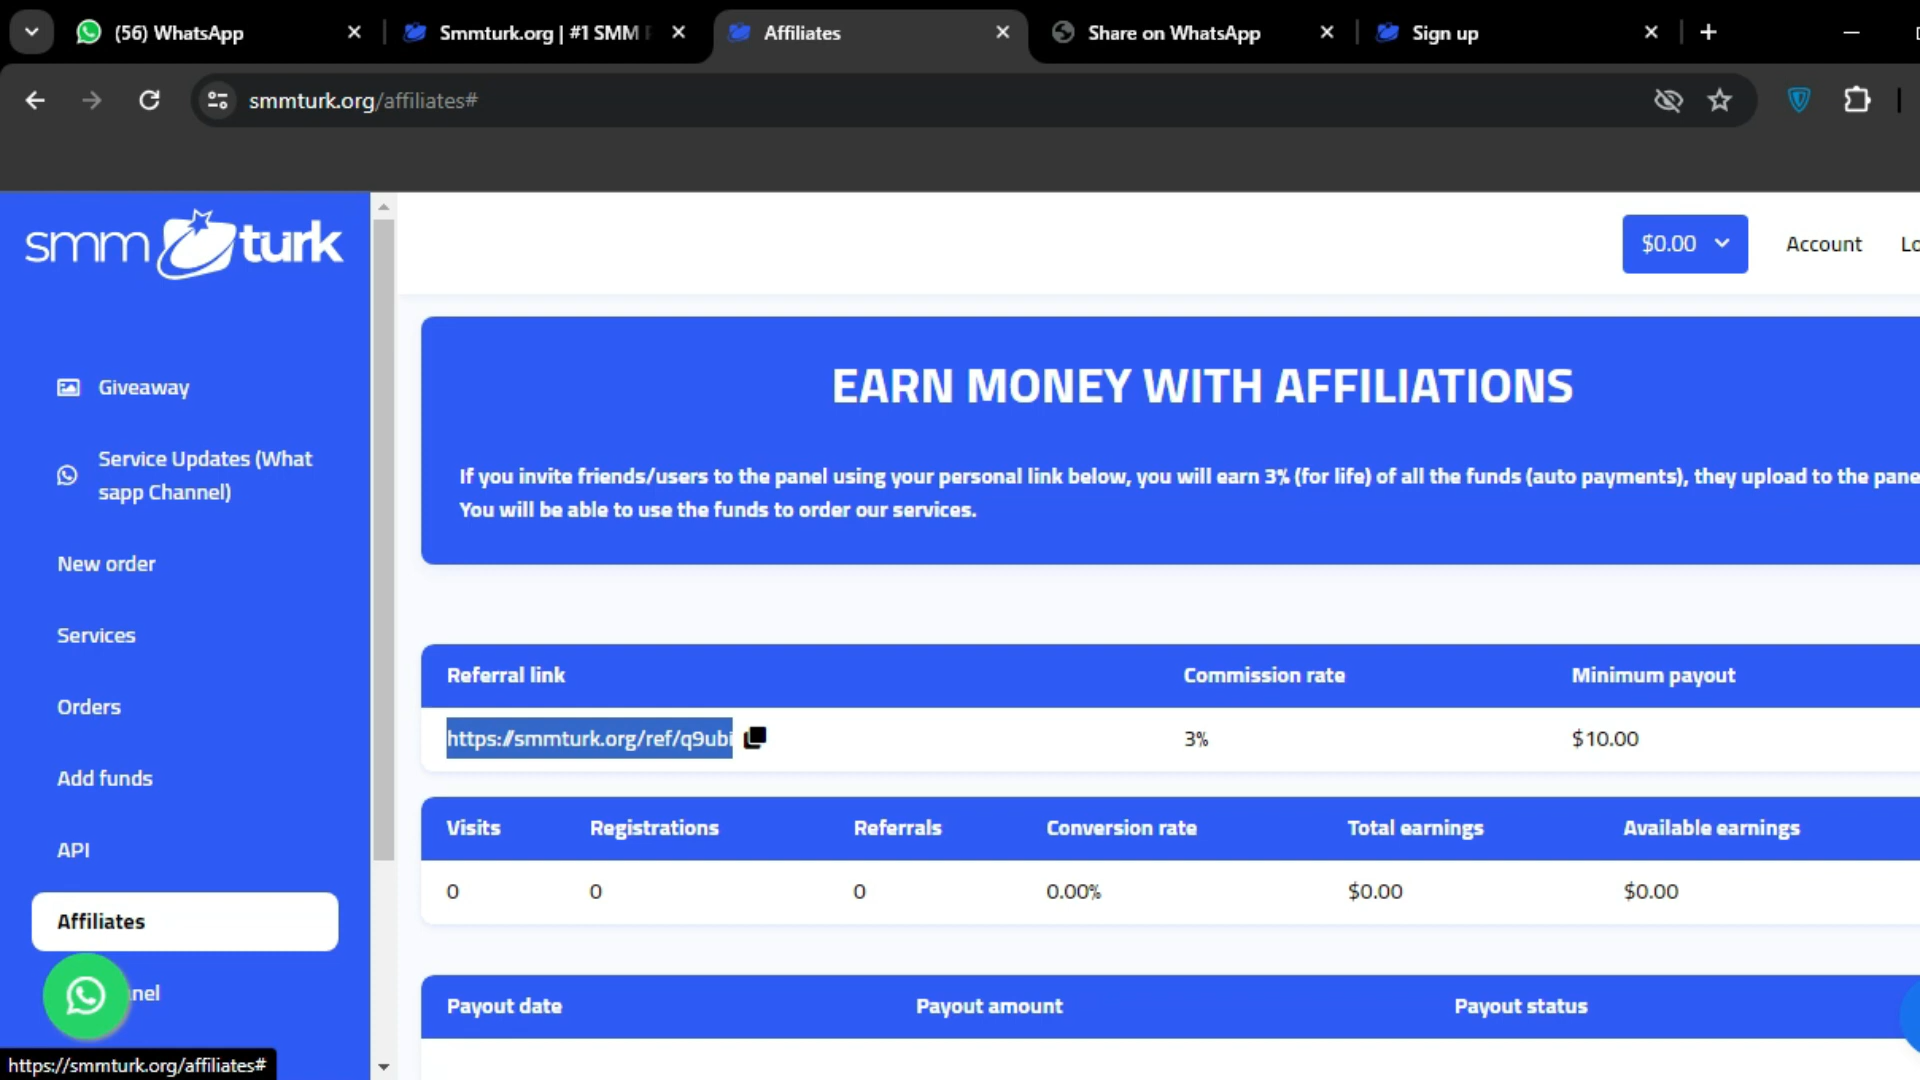 (56) WhatsApp
Smmturk.org | #1 SMM
Affiliates
Share on WhatsApp
Sign up
smmturk.org/affiliates#
smm turk
$0.00
Account
Giveaway
Service Updates (What
sapp Channel)
New order
Services
Orders
Add funds
API
Affiliates
nel
https://smmturk.org/affiliates#
EARN MONEY WITH AFFILIATIONS
If you invite friends/users to the panel using your personal link below, you will earn 3% (for life) of all the funds (auto payments), they upload to the pane
You will be able to use the funds to order our services.
Referral link
Commission rate
Minimum payout
https://smmturk.org/ref/q9ubi
3%
$10.00
Visits
Registrations
Referrals
Conversion rate
Total earnings
Available earnings
0
0
0
0.00%
$0.00
$0.00
Payout date
Payout amount
Payout status